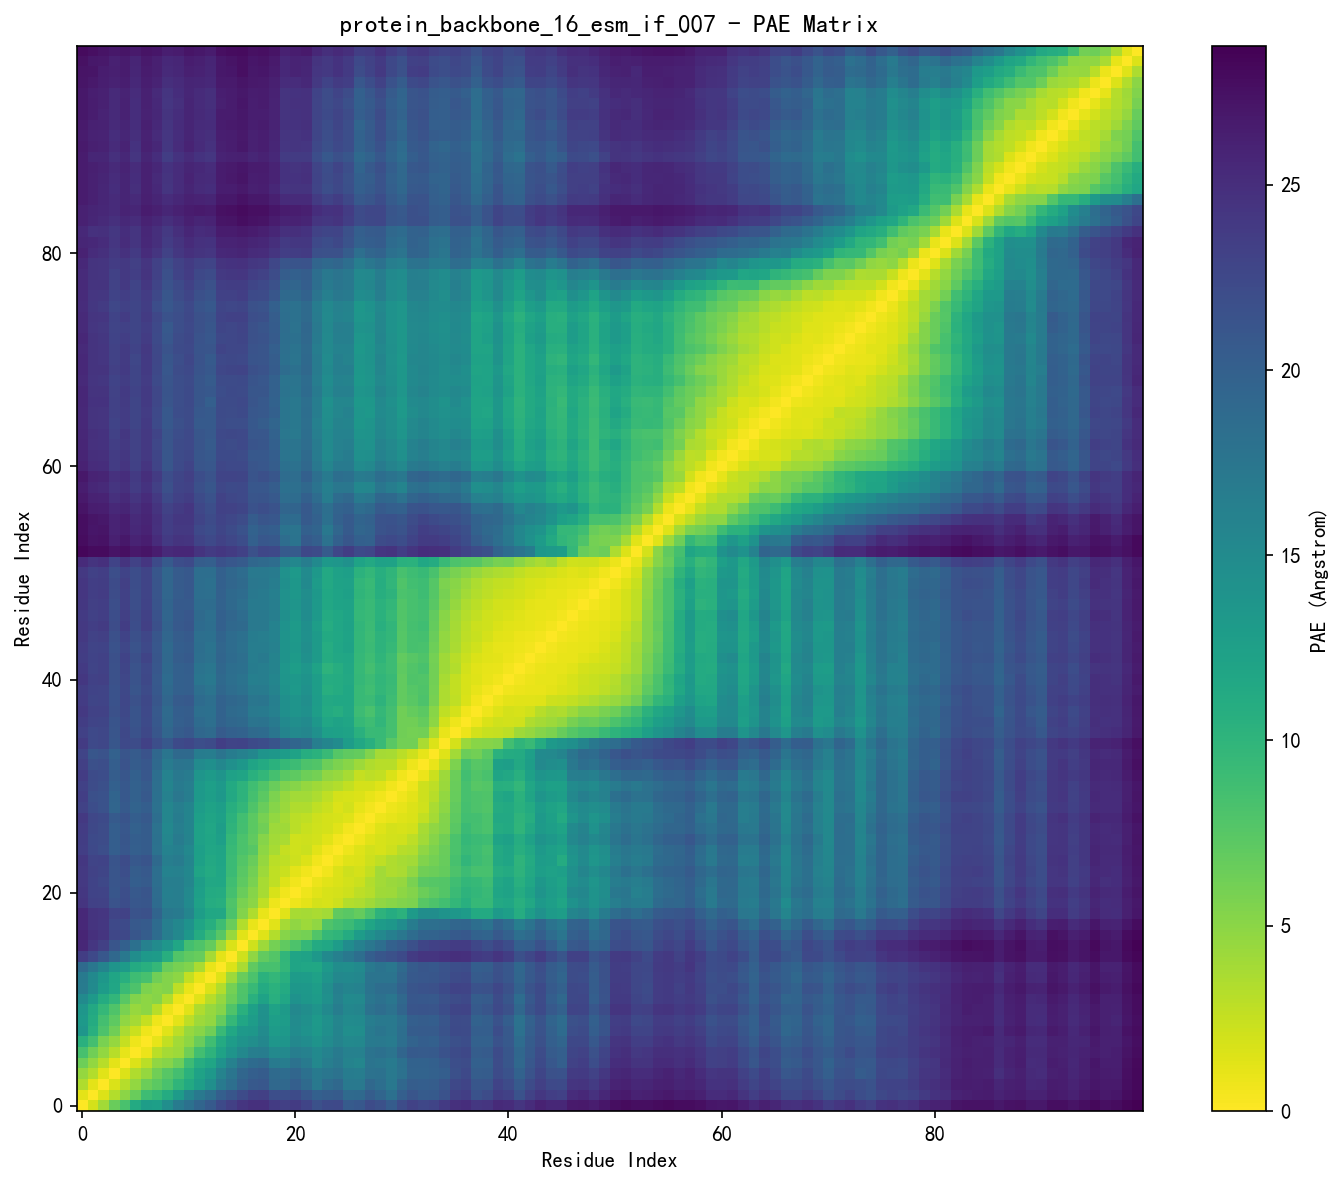 protein_backbone_16_esm_if_007 - PAE Matrix
80
60
40
20
0
Residue Index
0 20 40 60 80
Residue Index
25
20
15
10
5
0
PAE (Angstrom)